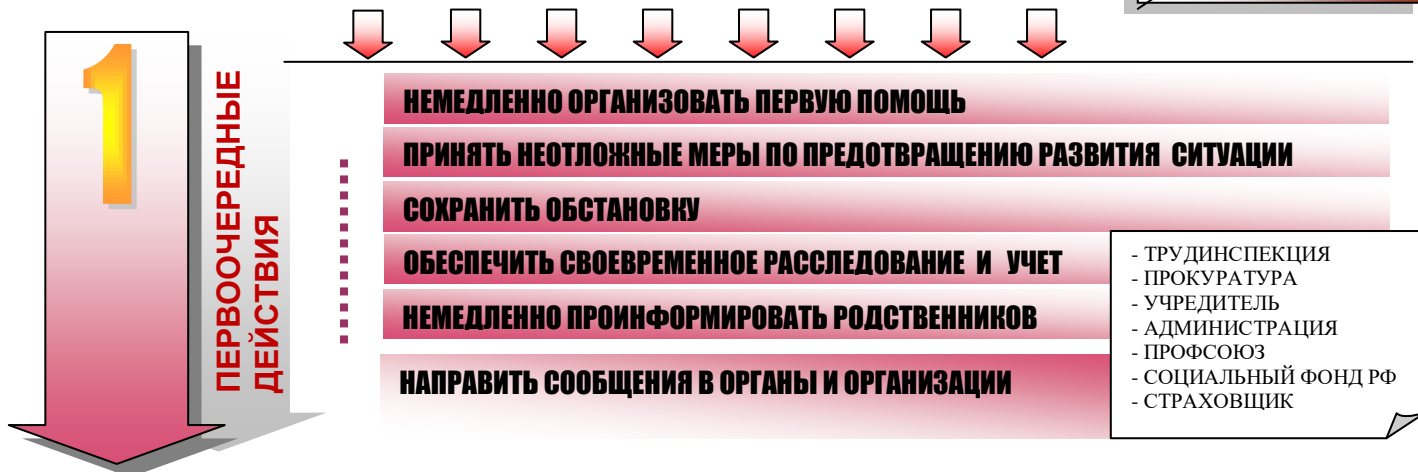 1
ПЕРВООЧЕРЕДНЫЕ
ДЕЙСТВИЯ
НЕМЕДЛЕННО ОРГАНИЗОВАТЬ ПЕРВУЮ ПОМОЩЬ
ПРИНЯТЬ НЕОТЛОЖНЫЕ МЕРЫ ПО ПРЕДОТВРАЩЕНИЮ РАЗВИТИЯ СИТУАЦИИ
СОХРАНИТЬ ОБСТАНОВКУ
ОБЕСПЕЧИТЬ СВОЕВРЕМЕННОЕ РАССЛЕДОВАНИЕ И УЧЕТ
НЕМЕДЛЕННО ПРОИНФОРМИРОВАТЬ РОДСТВЕННИКОВ
НАПРАВИТЬ СООБЩЕНИЯ В ОРГАНЫ И ОРГАНИЗАЦИИ
- ТРУДИНСПЕКЦИЯ
- ПРОКУРАТУРА
- УЧРЕДИТЕЛЬ
- АДМИНИСТРАЦИЯ
- ПРОФСОЮЗ
- СОЦИАЛЬНЫЙ ФОНД РФ
- СТРАХОВЩИК